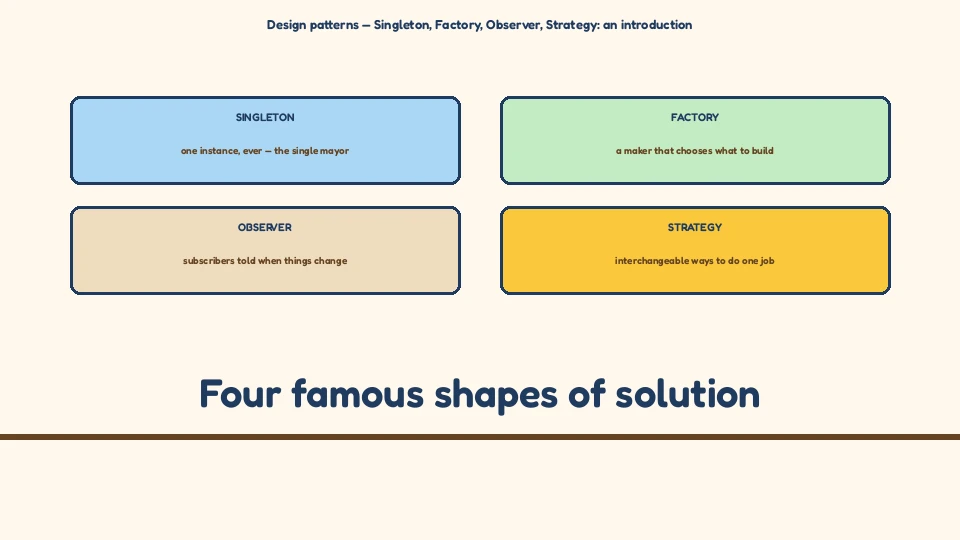 Design patterns — Singleton, Factory, Observer, Strategy: an introduction
SINGLETON
one instance, ever — the single mayor
FACTORY
a maker that chooses what to build
OBSERVER
subscribers told when things change
STRATEGY
interchangeable ways to do one job
Four famous shapes of solution